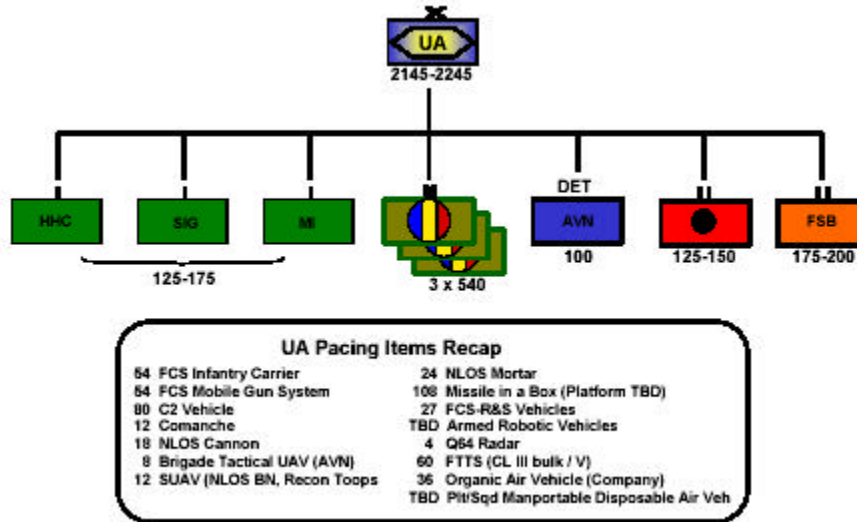 UA
2145-2245
DET
HHC
SIG
MI
AVN
FSB
125-175
3 x 540
100
125-150
175-200
UA Pacing Items Recap
54 FCS Infantry Carrier
54 FCS Mobile Gun System
80 C2 Vehicle
12 Comanche
18 NLOS Cannon
8 Brigade Tactical UAV (AVN)
12 SUAV (NLOS BN, Recon Toops
24 NLOS Mortar
108 Missile in a Box (Platform TBD)
27 FCS-R&S Vehicles
TBD Armed Robotic Vehicles
4 Q64 Radar
60 FTTS (CL III bulk / V)
36 Organic Air Vehicle (Company)
TBD Plt/Sqd Manportable Disposable Air Veh